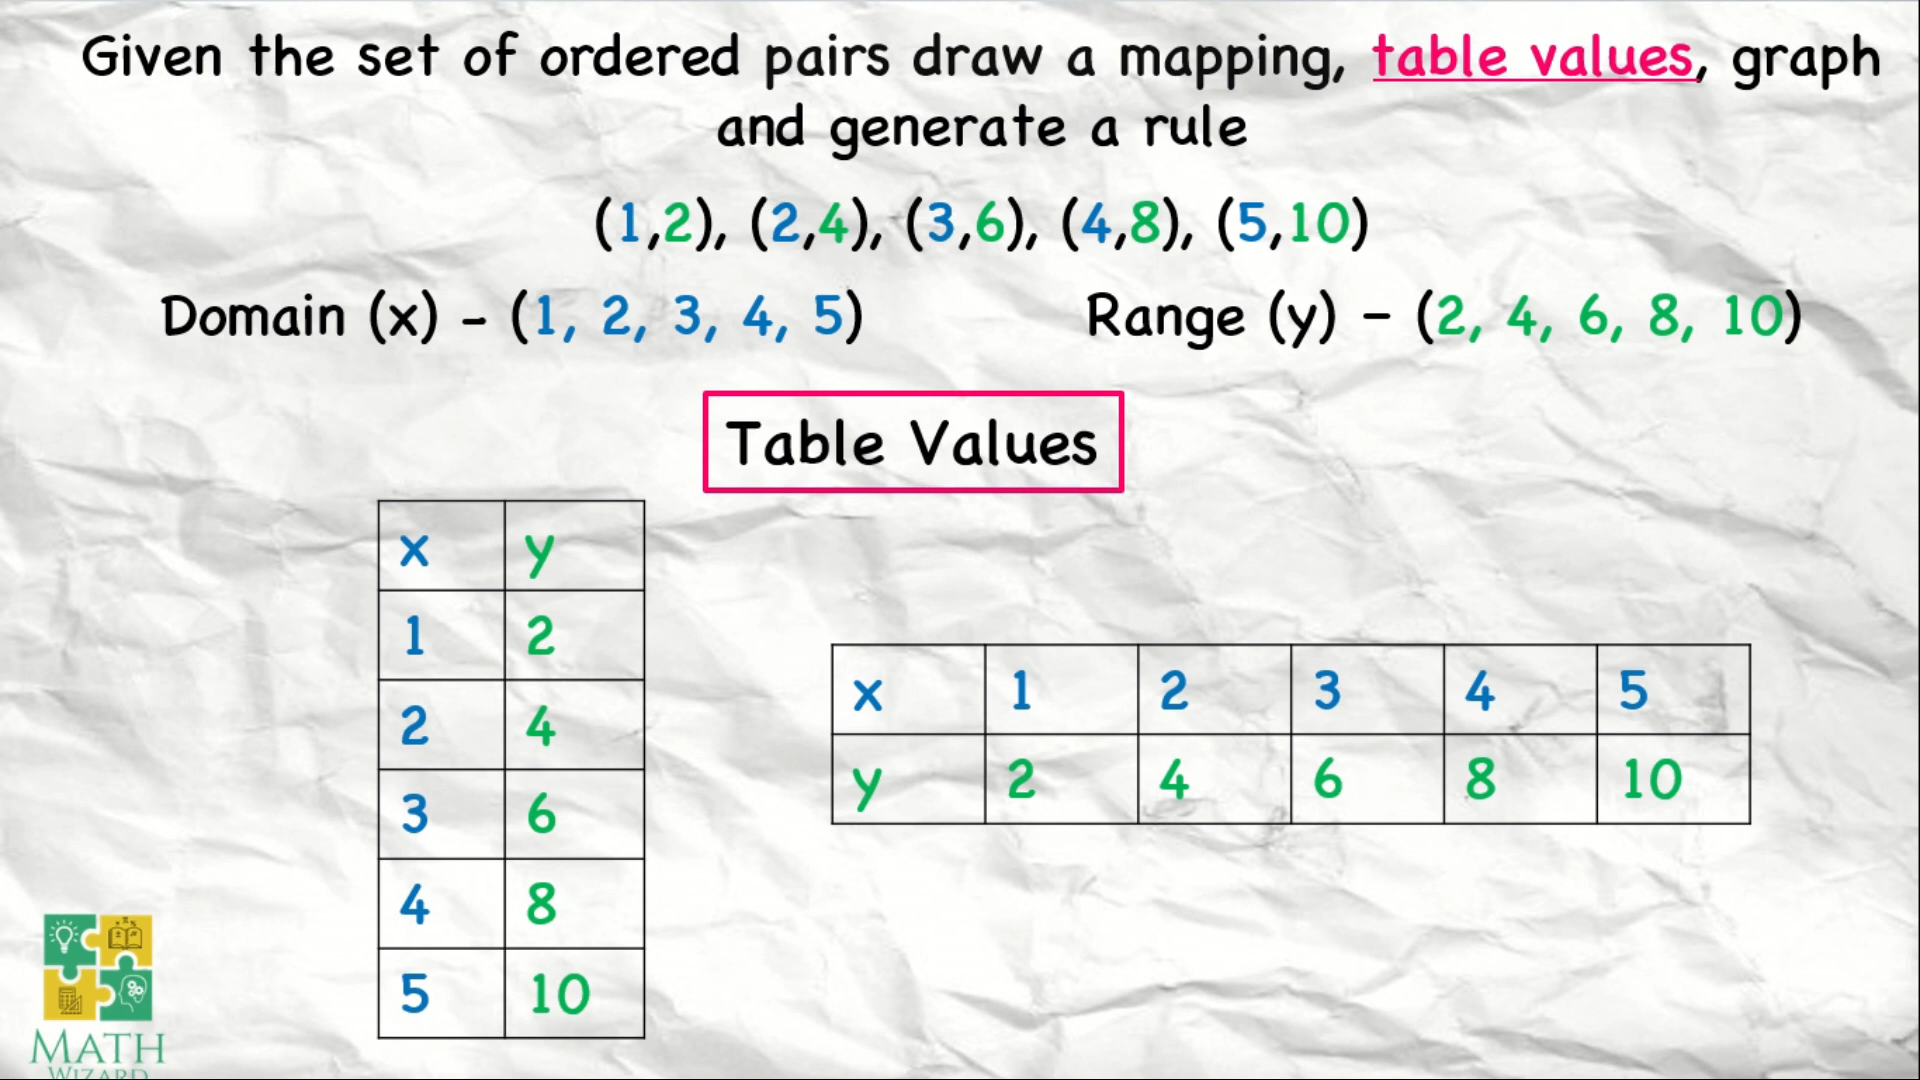 Given the set of ordered pairs draw a mapping, table values, graph
and generate a rule
(1,2), (2,4), (3,6), (4,8), (5,10)
Domain (x) - (1, 2, 3, 4, 5)
Range (y) – (2, 4, 6, 8, 10)
Table Values
x y
1 2
2 4
3 6
4 8
5 10
x 1 2 3 4 5
y 2 4 6 8 10
MATH
WIZARD